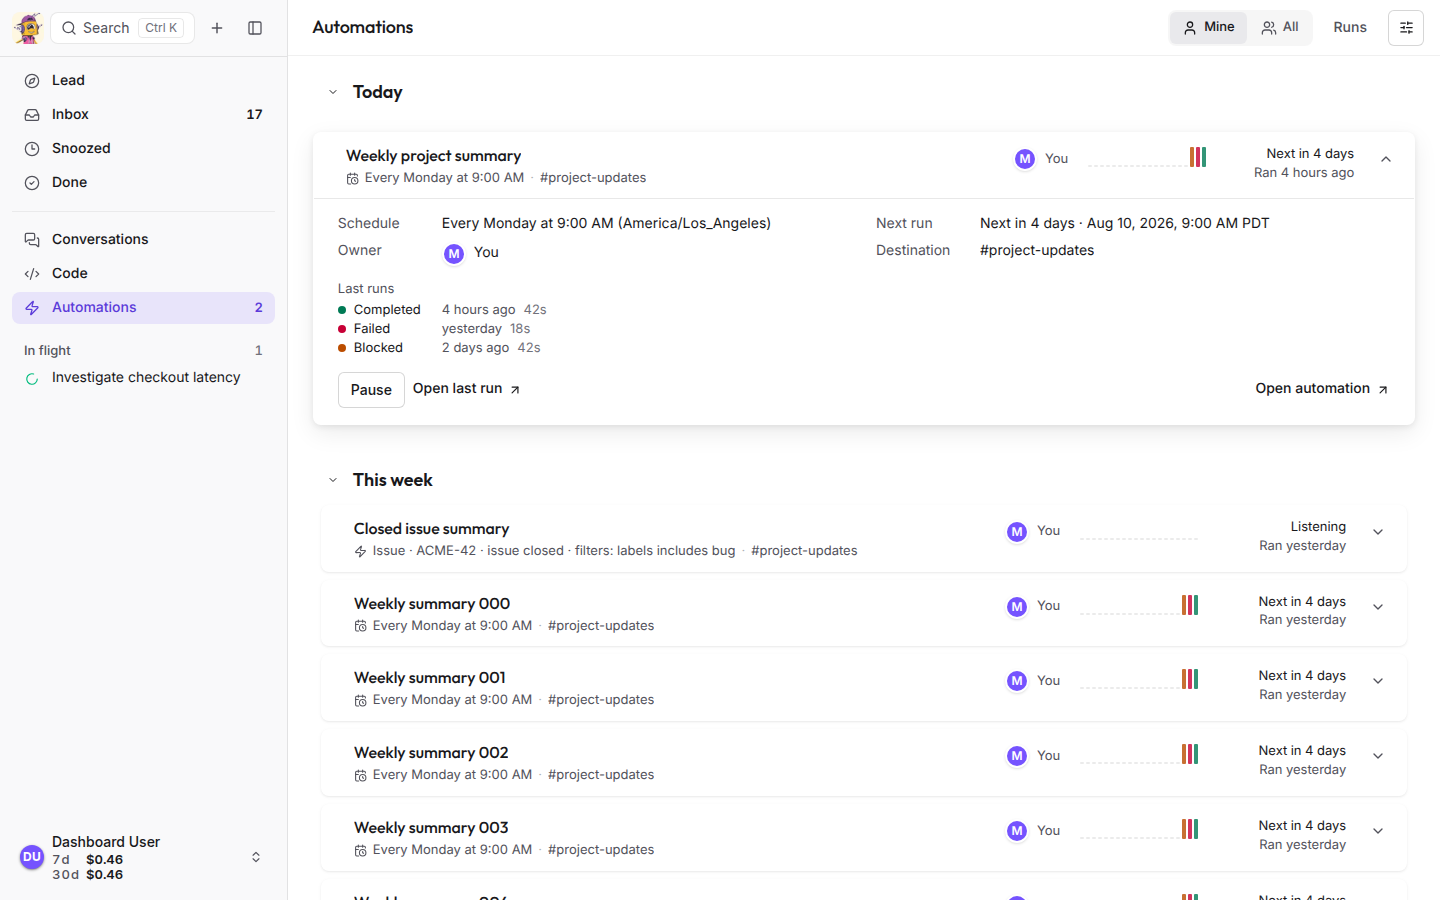 Search Ctrl K
Lead
Inbox 17
Snoozed
Done
Conversations
Code
Automations 2
In flight 1
Investigate checkout latency
DU Dashboard User
7d $0.46
30d $0.46
Automations
Mine All Runs
Today
Weekly project summary
Every Monday at 9:00 AM · #project-updates
M You
Next in 4 days
Ran 4 hours ago
Schedule Every Monday at 9:00 AM (America/Los_Angeles)
Next run Next in 4 days · Aug 10, 2026, 9:00 AM PDT
Owner M You
Destination #project-updates
Last runs
Completed 4 hours ago 42s
Failed yesterday 18s
Blocked 2 days ago 42s
Pause Open last run
Open automation
This week
Closed issue summary
Issue · ACME-42 · issue closed · filters: labels includes bug · #project-updates
M You
Listening
Ran yesterday
Weekly summary 000
Every Monday at 9:00 AM · #project-updates
M You
Next in 4 days
Ran yesterday
Weekly summary 001
Every Monday at 9:00 AM · #project-updates
M You
Next in 4 days
Ran yesterday
Weekly summary 002
Every Monday at 9:00 AM · #project-updates
M You
Next in 4 days
Ran yesterday
Weekly summary 003
Every Monday at 9:00 AM · #project-updates
M You
Next in 4 days
Ran yesterday